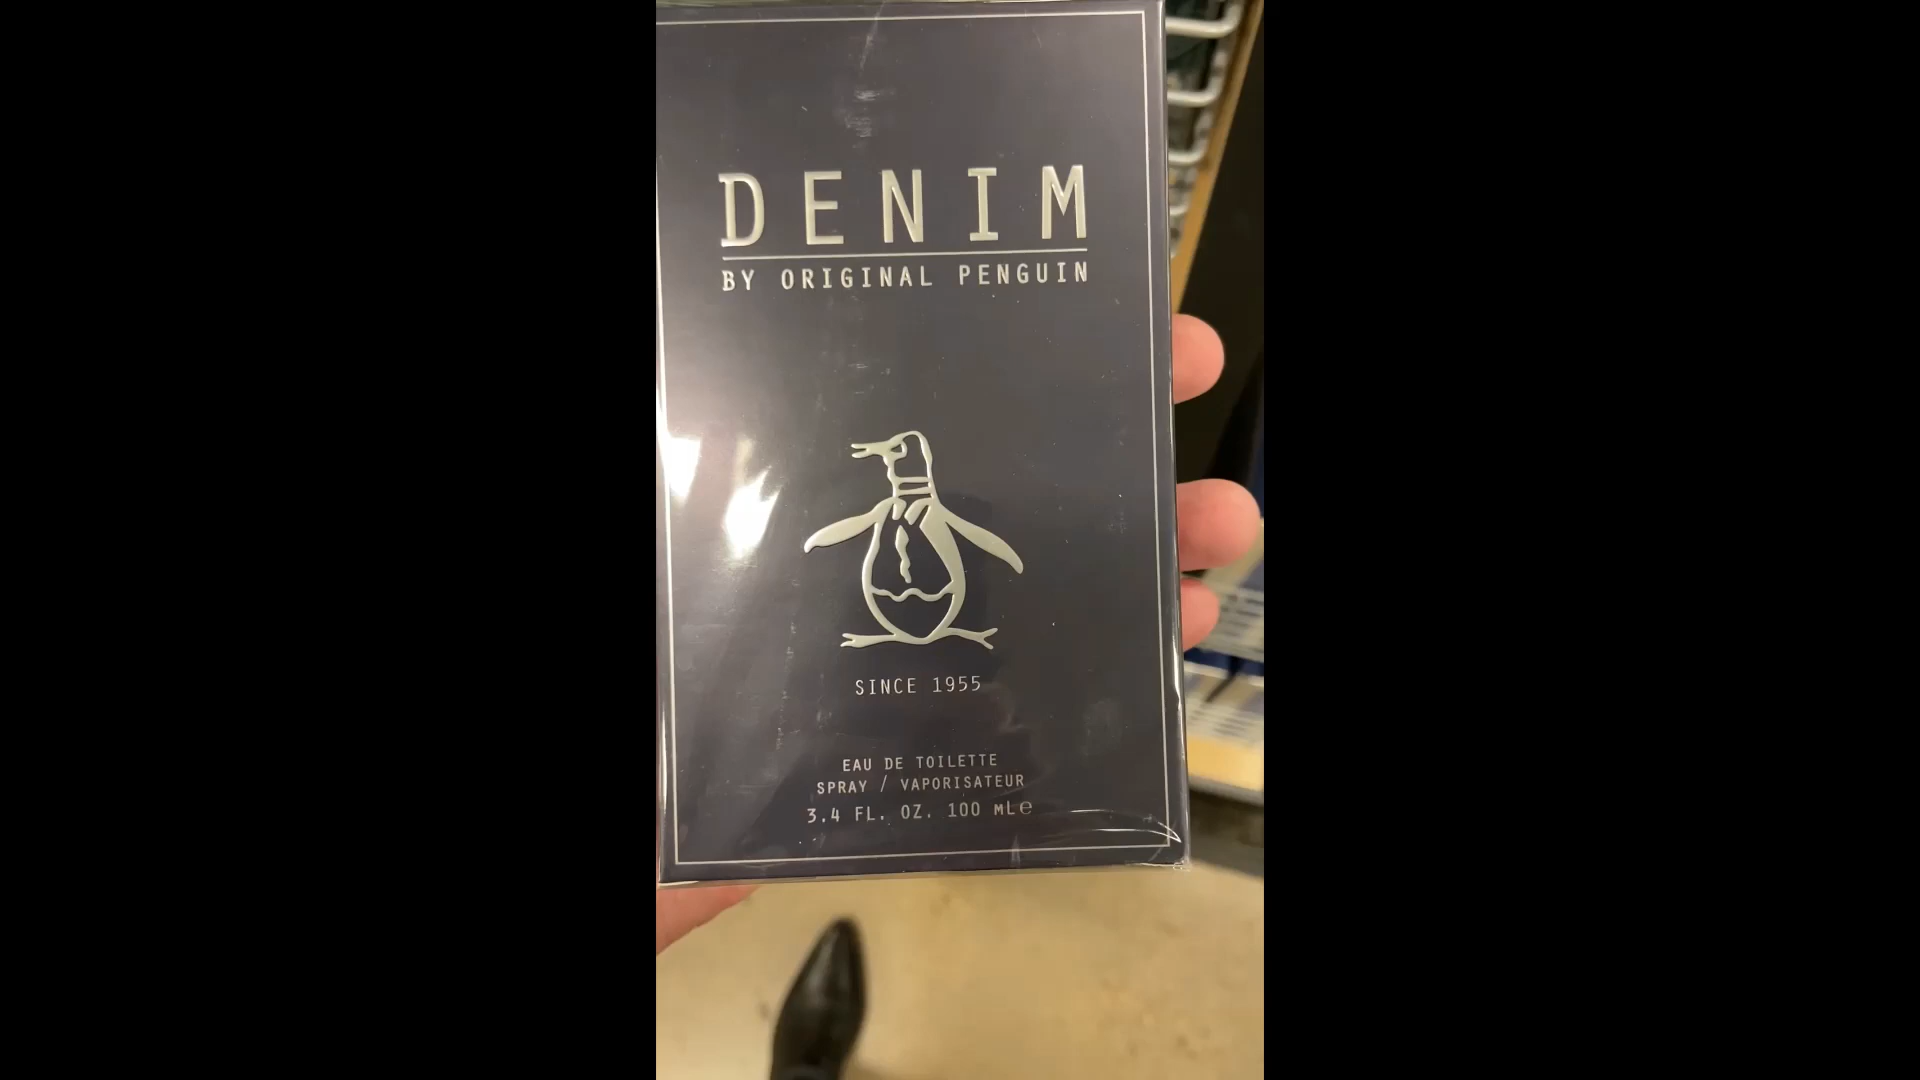 DENIM
BY ORIGINAL PENGUIN
SINCE 1955
EAU DE TOILETTE
SPRAY / VAPORISATEUR
3.4 FL. OZ. 100 ML℮